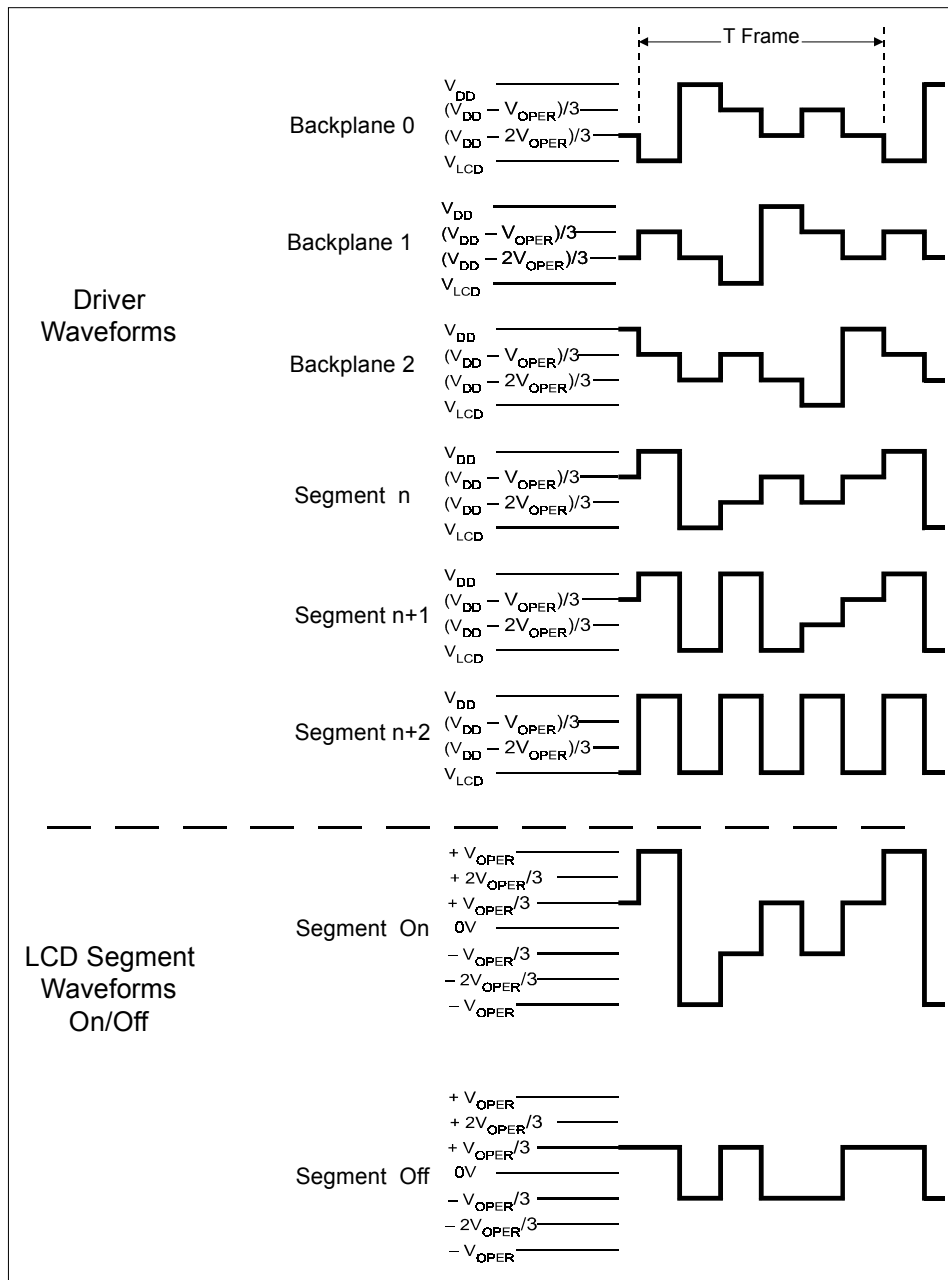 T Frame
Backplane 0
V_DD
(V_DD – V_OPER)/3
(V_DD – 2V_OPER)/3
V_LCD
Backplane 1
V_DD
(V_DD – V_OPER)/3
(V_DD – 2V_OPER)/3
V_LCD
Driver
Waveforms
Backplane 2
V_DD
(V_DD – V_OPER)/3
(V_DD – 2V_OPER)/3
V_LCD
Segment n
V_DD
(V_DD – V_OPER)/3
(V_DD – 2V_OPER)/3
V_LCD
Segment n+1
V_DD
(V_DD – V_OPER)/3
(V_DD – 2V_OPER)/3
V_LCD
Segment n+2
V_DD
(V_DD – V_OPER)/3
(V_DD – 2V_OPER)/3
V_LCD
LCD Segment
Waveforms
On/Off
Segment On
+ V_OPER
+ 2V_OPER/3
+ V_OPER/3
0V
– V_OPER/3
– 2V_OPER/3
– V_OPER
Segment Off
+ V_OPER
+ 2V_OPER/3
+ V_OPER/3
0V
– V_OPER/3
– 2V_OPER/3
– V_OPER